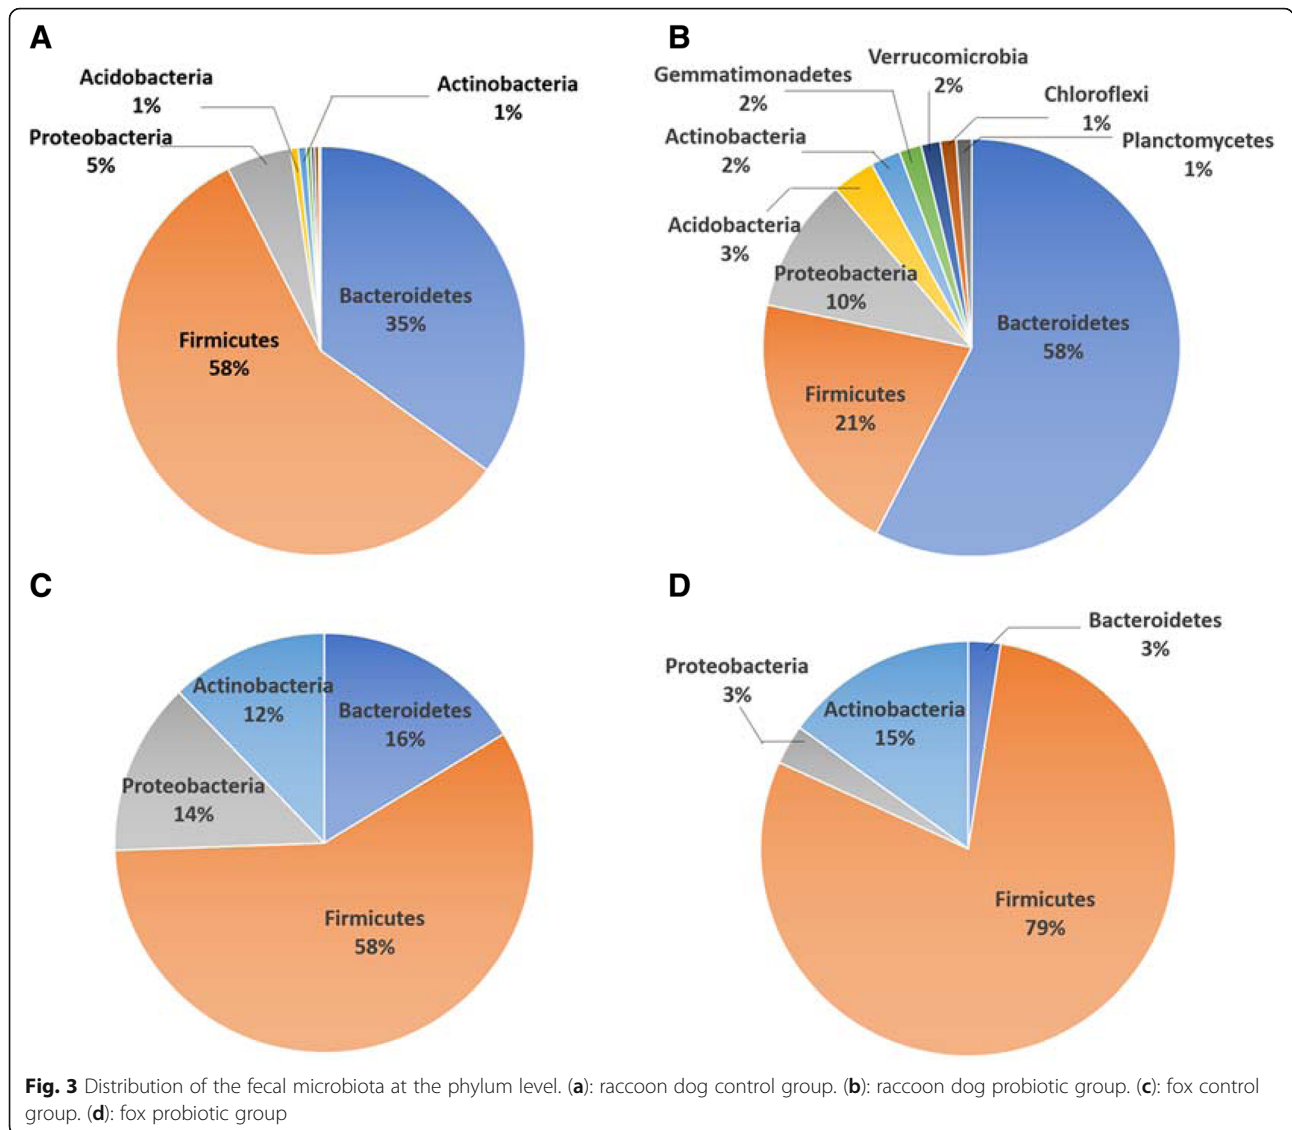 A
Acidobacteria
1%
Actinobacteria
1%
Proteobacteria
5%
Bacteroidetes
35%
Firmicutes
58%
B
Verrucomicrobia
2%
Gemmatimonadetes
2%
Chloroflexi
1%
Actinobacteria
2%
Planctomycetes
1%
Acidobacteria
3%
Proteobacteria
10%
Bacteroidetes
58%
Firmicutes
21%
C
Actinobacteria
12%
Bacteroidetes
16%
Proteobacteria
14%
Firmicutes
58%
D
Bacteroidetes
3%
Proteobacteria
3%
Actinobacteria
15%
Firmicutes
79%
Fig. 3 Distribution of the fecal microbiota at the phylum level. (a): raccoon dog control group. (b): raccoon dog probiotic group. (c): fox control
group. (d): fox probiotic group